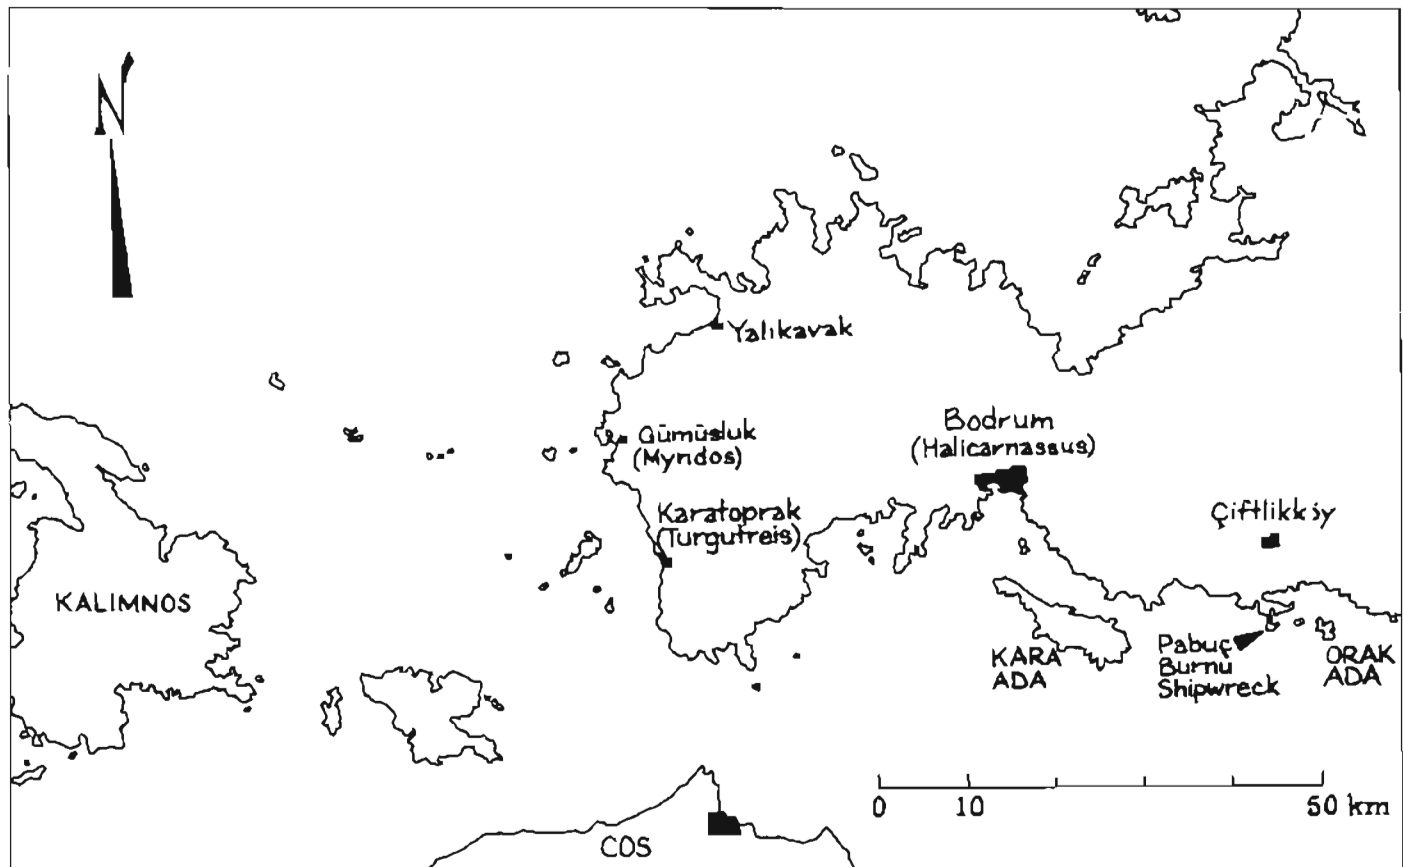 N
Yalıkavak
Gümüşluk
(Myndos)
Bodrum
(Halicarnassus)
Karatoprak
(Turgutreis)
Çiftlikköy
KALIMNOS
KARA
ADA
Pabuç
Burnu
Shipwreck
ORAK
ADA
0 10 50 km
COS